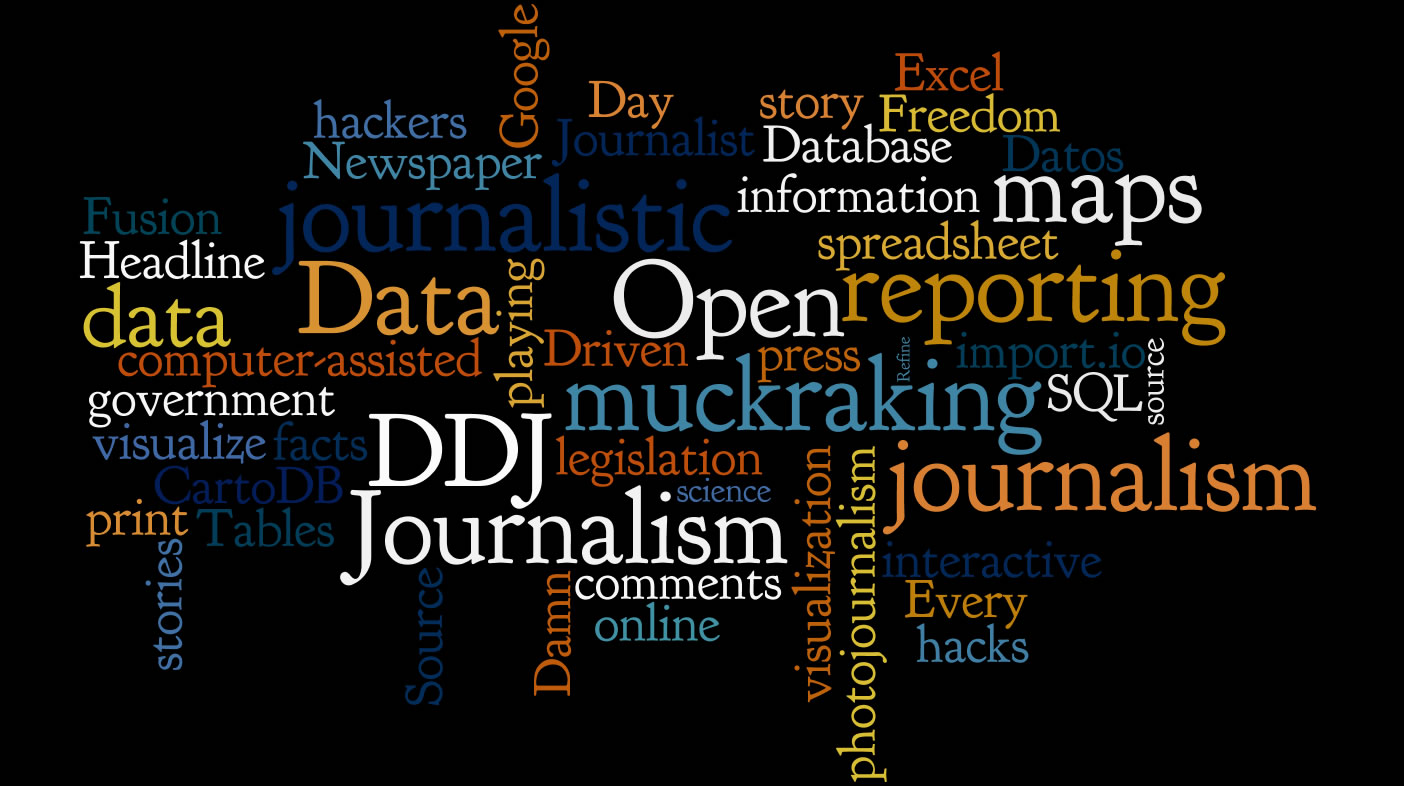 Google
Excel
Day
story
Freedom
hackers
Journalist
Database
Datos
Newspaper
information
maps
journalistic
Fusion
Headline
spreadsheet
Data
playing
Open
reporting
data
computer-assisted
Driven
press
Refine
import.io
source
government
muckraking
SQL
visualize
facts
DDJ
legislation
CartoDB
science
journalism
print
Tables
Journalism
visualization
photojournalism
stories
Source
Damn
comments
interactive
online
Every
hacks